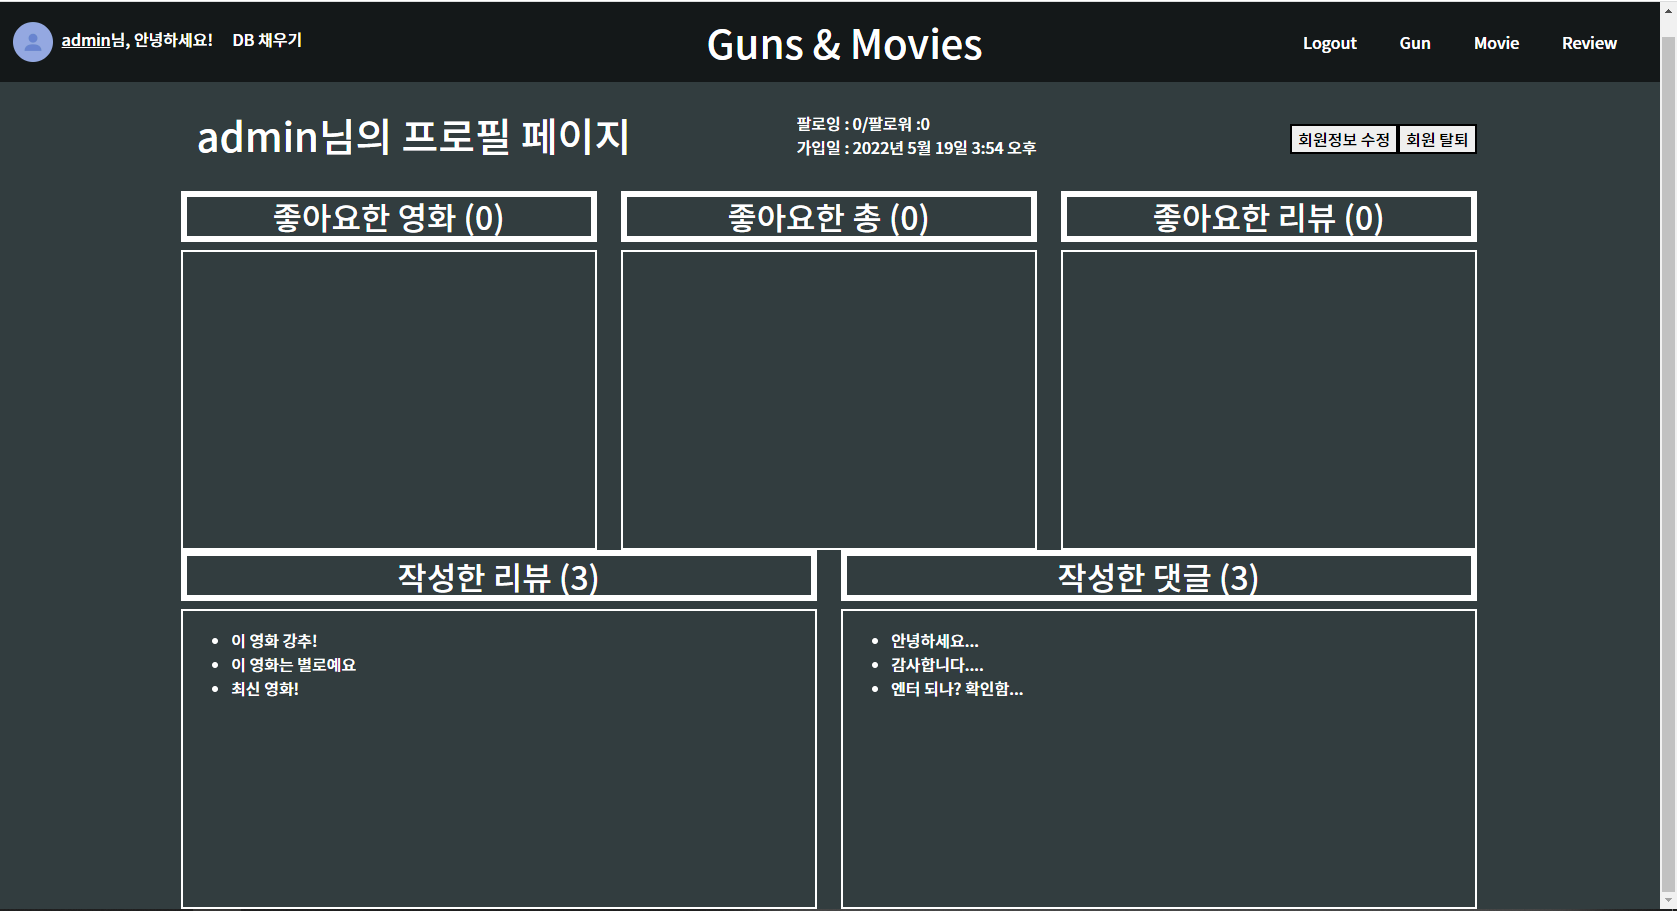 admin님, 안녕하세요! DB 채우기 Guns & Movies Logout Gun Movie Review
admin님의 프로필 페이지
팔로잉 : 0/팔로워 :0
가입일 : 2022년 5월 19일 3:54 오후
회원정보 수정 회원 탈퇴
좋아요한 영화 (0) 좋아요한 총 (0) 좋아요한 리뷰 (0)
작성한 리뷰 (3)
이 영화 강추!
이 영화는 별로예요
최신 영화!
작성한 댓글 (3)
안녕하세요...
감사합니다....
엔터 되나? 확인함...